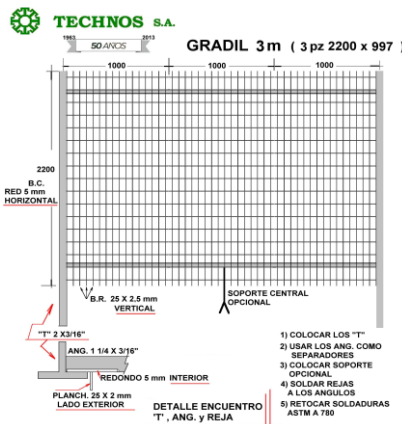 TECHNOS S.A.
1963 50 AÑOS 2013
GRADIL 3m ( 3 pz 2200 x 997 )
1000 1000 1000
2200
B.C.
RED 5 mm
HORIZONTAL
B.R. 25 X 2,5 mm
VERTICAL
SOPORTE CENTRAL
OPCIONAL
"T" 2 X3/16"
ANG. 1 1/4 X 3/16"
REDONDO 5 mm INTERIOR
PLANCH. 25 X 2 mm
LADO EXTERIOR
DETALLE ENCUENTRO
'T' , ANG. y REJA
1) COLOCAR LOS "T"
2) USAR LOS ANG. COMO
SEPARADORES
3) COLOCAR SOPORTE
OPCIONAL
4) SOLDAR REJAS
A LOS ANGULOS
5) RETOCAR SOLDADURAS
ASTM A 780